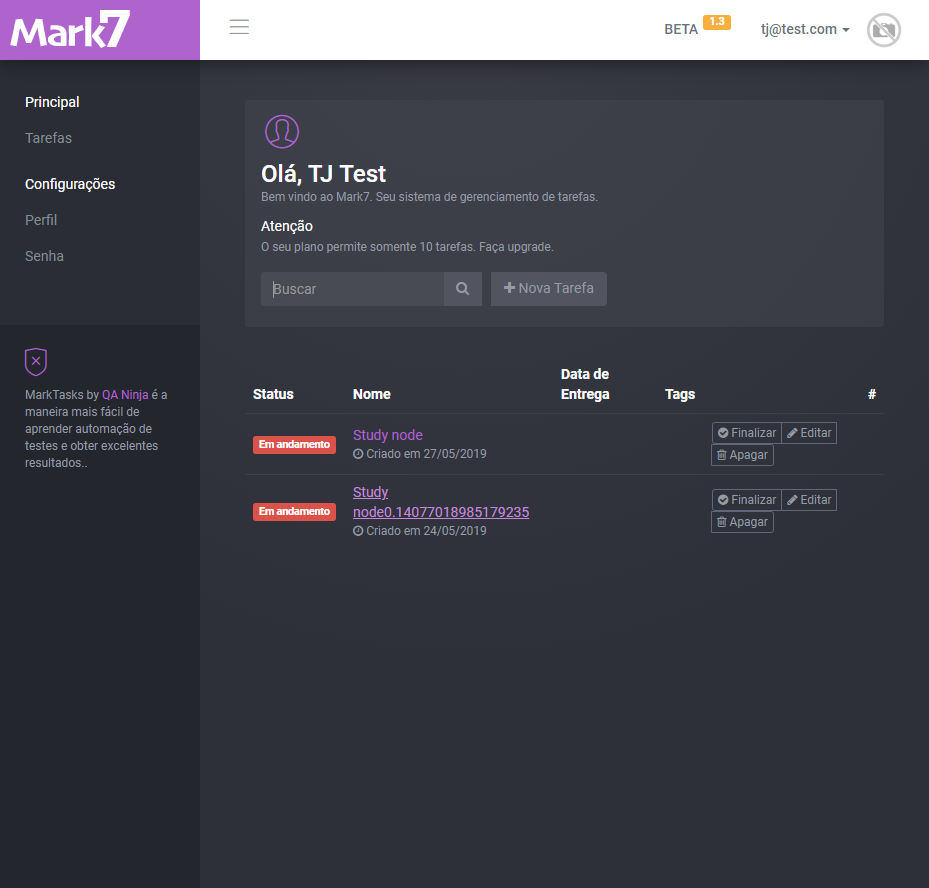 Mark7
BETA 1.3 tj@test.com
Principal
Tarefas
Configurações
Perfil
Senha
MarkTasks by QA Ninja é a
maneira mais fácil de
aprender automação de
testes e obter excelentes
resultados..
Olá, TJ Test
Bem vindo ao Mark7. Seu sistema de gerenciamento de tarefas.
Atenção
O seu plano permite somente 10 tarefas. Faça upgrade.
Buscar
Nova Tarefa
Status Nome Data de Entrega Tags #
Em andamento
Study node
Criado em 27/05/2019
Finalizar Editar
Apagar
Em andamento
Study
node0.14077018985179235
Criado em 24/05/2019
Finalizar Editar
Apagar